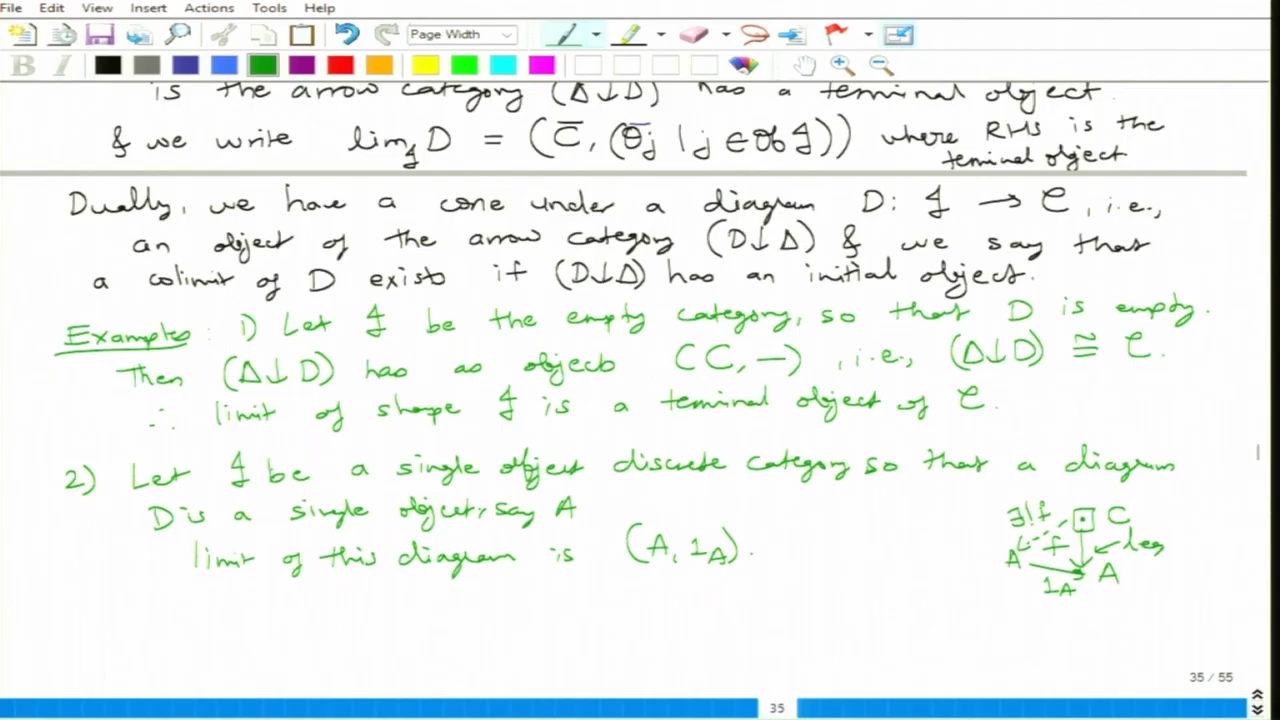 File Edit View Insert Actions Tools Help
Page Width
B I
is the arrow category (Δ↓D) has a terminal object.
& we write lim_J D = (C̄, (θ̄j | j ∈ Ob J)) where RHS is the
terminal object
Dually, we have a cone under a diagram D: J → C, i.e.,
an object of the arrow category (D↓Δ) & we say that
a colimit of D exists if (D↓Δ) has an initial object.
Examples: 1) Let J be the empty category, so that D is empty.
Then (Δ↓D) has as objects (C, —), i.e., (Δ↓D) ≅ C.
∴ limit of shape J is a terminal object of C.
2) Let J be a single object discrete category so that a diagram
D is a single object, say A
limit of this diagram is (A, 1_A).
∃! f C
f leg
A A
1_A
35 / 55
35